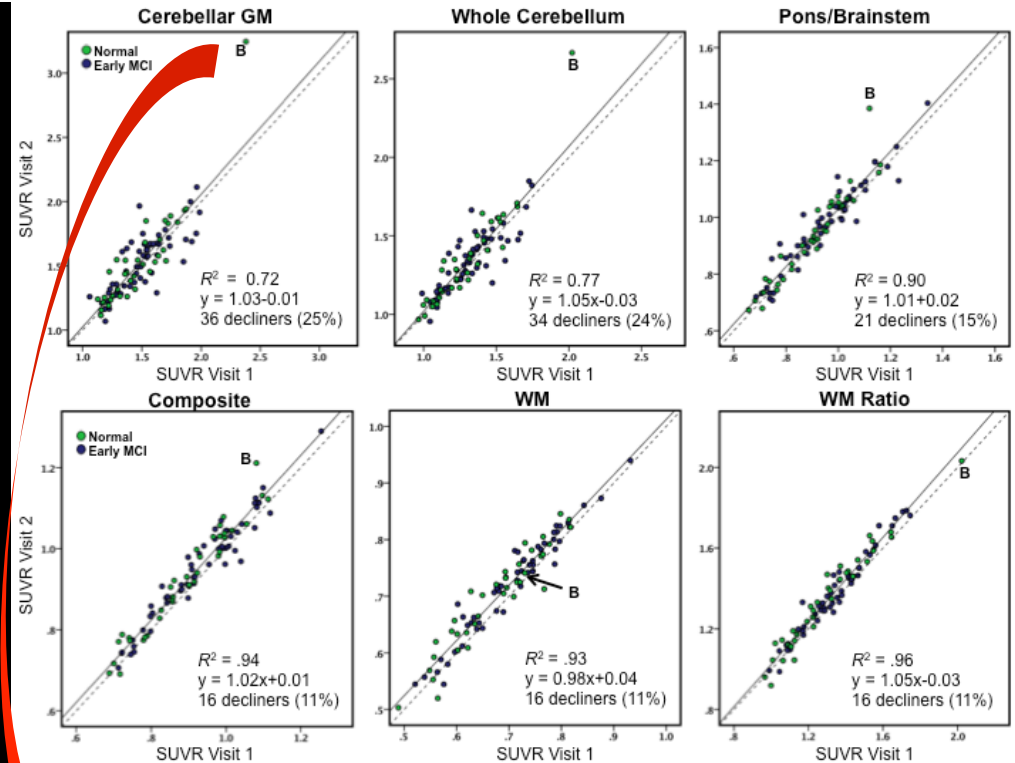 Cerebellar GM
Normal
Early MCI
B
3.0
2.5
2.0
1.5
1.0
SUVR Visit 2
R² = 0.72
y = 1.03-0.01
36 decliners (25%)
1.0 1.5 2.0 2.5 3.0
SUVR Visit 1
Whole Cerebellum
B
2.5
2.0
1.5
1.0
R² = 0.77
y = 1.05x-0.03
34 decliners (24%)
1.0 1.5 2.0 2.5
SUVR Visit 1
Pons/Brainstem
B
1.6
1.4
1.2
1.0
.8
.6
R² = 0.90
y = 1.01+0.02
21 decliners (15%)
.6 .8 1.0 1.2 1.4 1.6
SUVR Visit 1
Composite
Normal
Early MCI
B
1.2
1.0
.8
.6
SUVR Visit 2
R² = .94
y = 1.02x+0.01
16 decliners (11%)
.6 .8 1.0 1.2
SUVR Visit 1
WM
1.0
.9
.8
.7
.6
.5
B
R² = .93
y = 0.98x+0.04
16 decliners (11%)
.5 .6 .7 .8 .9 1.0
SUVR Visit 1
WM Ratio
B
2.0
1.6
1.2
.8
R² = .96
y = 1.05x-0.03
16 decliners (11%)
.8 1.2 1.6 2.0
SUVR Visit 1